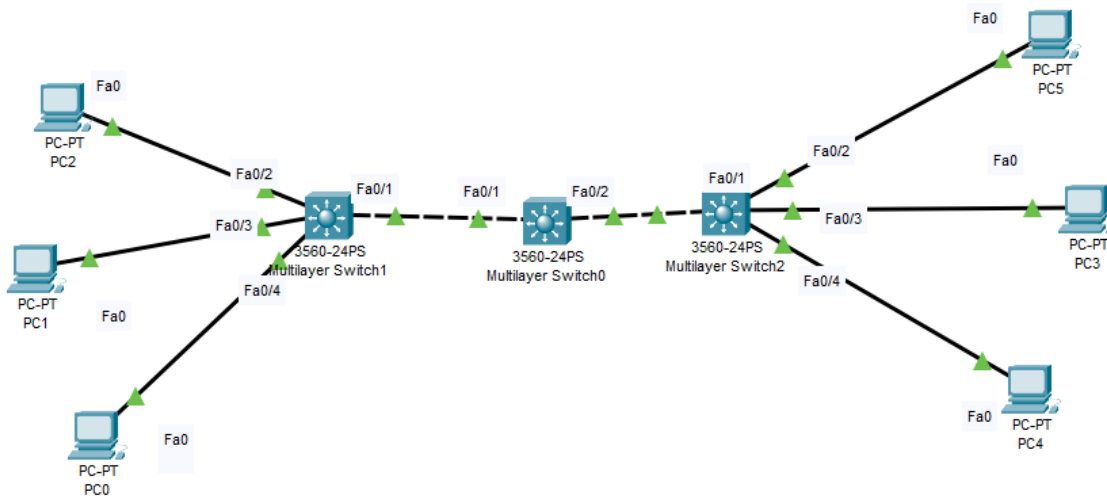 Fa0
PC-PT
PC5
Fa0
PC-PT
PC2
Fa0/2
Fa0/1
Fa0/1
Fa0/2
Fa0/1
Fa0/2
Fa0
Fa0/3
Fa0/3
3560-24PS
Multilayer Switch1
3560-24PS
Multilayer Switch0
3560-24PS
Multilayer Switch2
PC-PT
PC3
PC-PT
PC1
Fa0
Fa0/4
Fa0/4
Fa0
PC-PT
PC0
Fa0
PC-PT
PC4